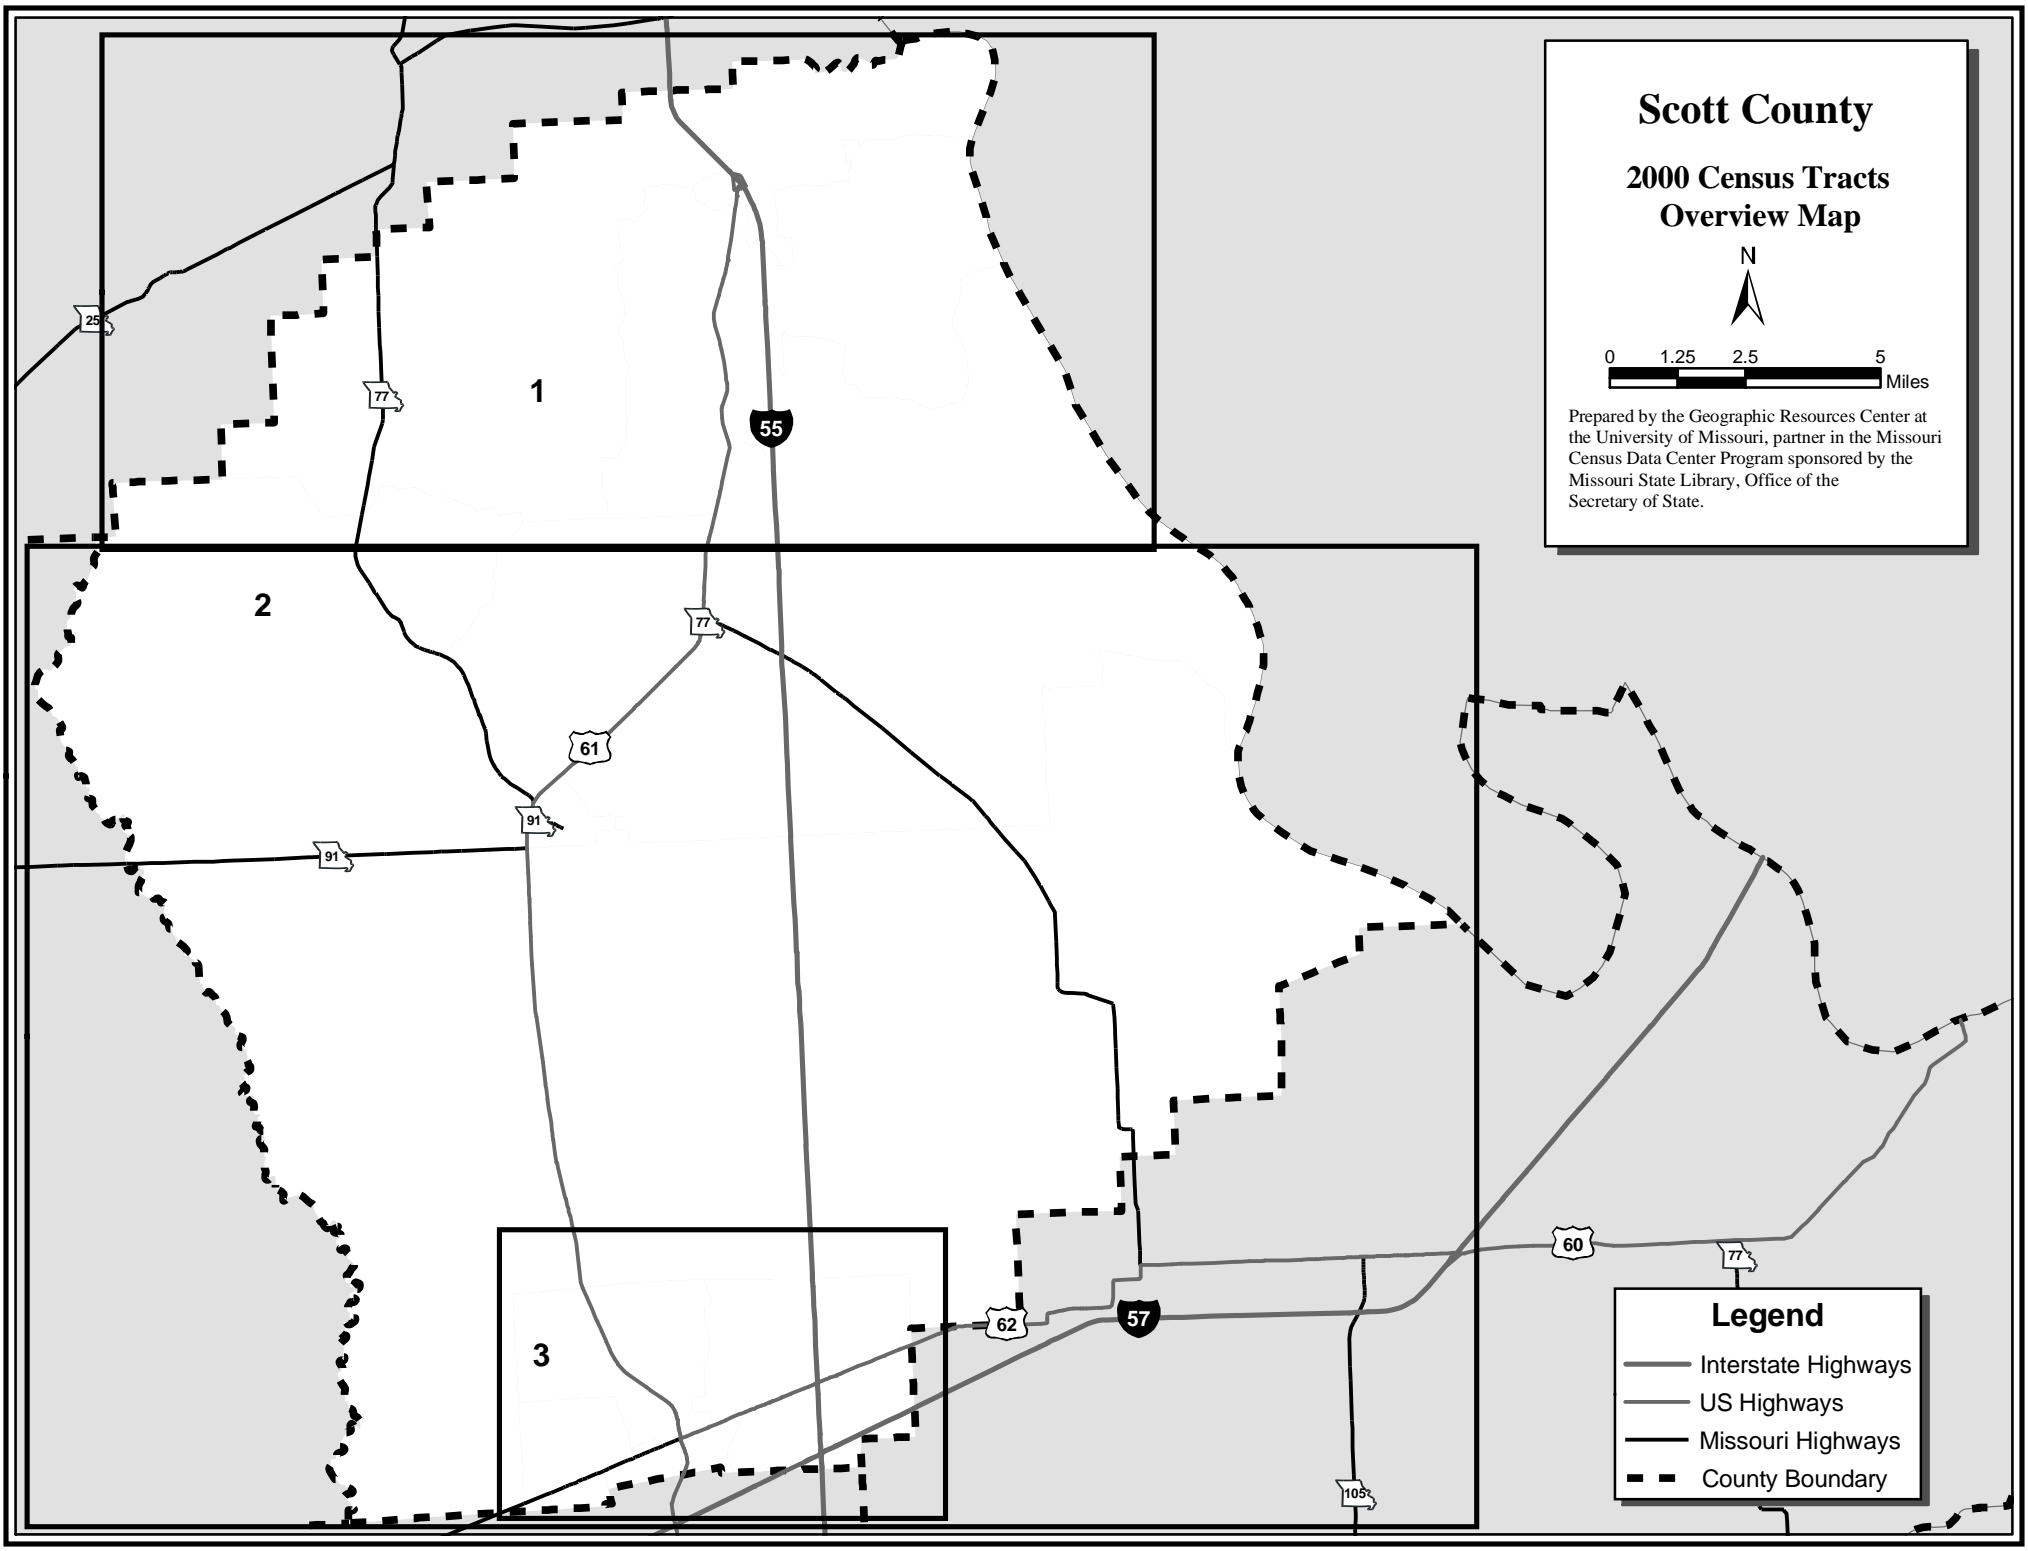 Scott County
2000 Census Tracts
Overview Map
N
0 1.25 2.5 5
Miles
Prepared by the Geographic Resources Center at
the University of Missouri, partner in the Missouri
Census Data Center Program sponsored by the
Missouri State Library, Office of the
Secretary of State.
25
77
1
55
2
77
61
91
91
60
77
62
57
3
105
Legend
Interstate Highways
US Highways
Missouri Highways
County Boundary